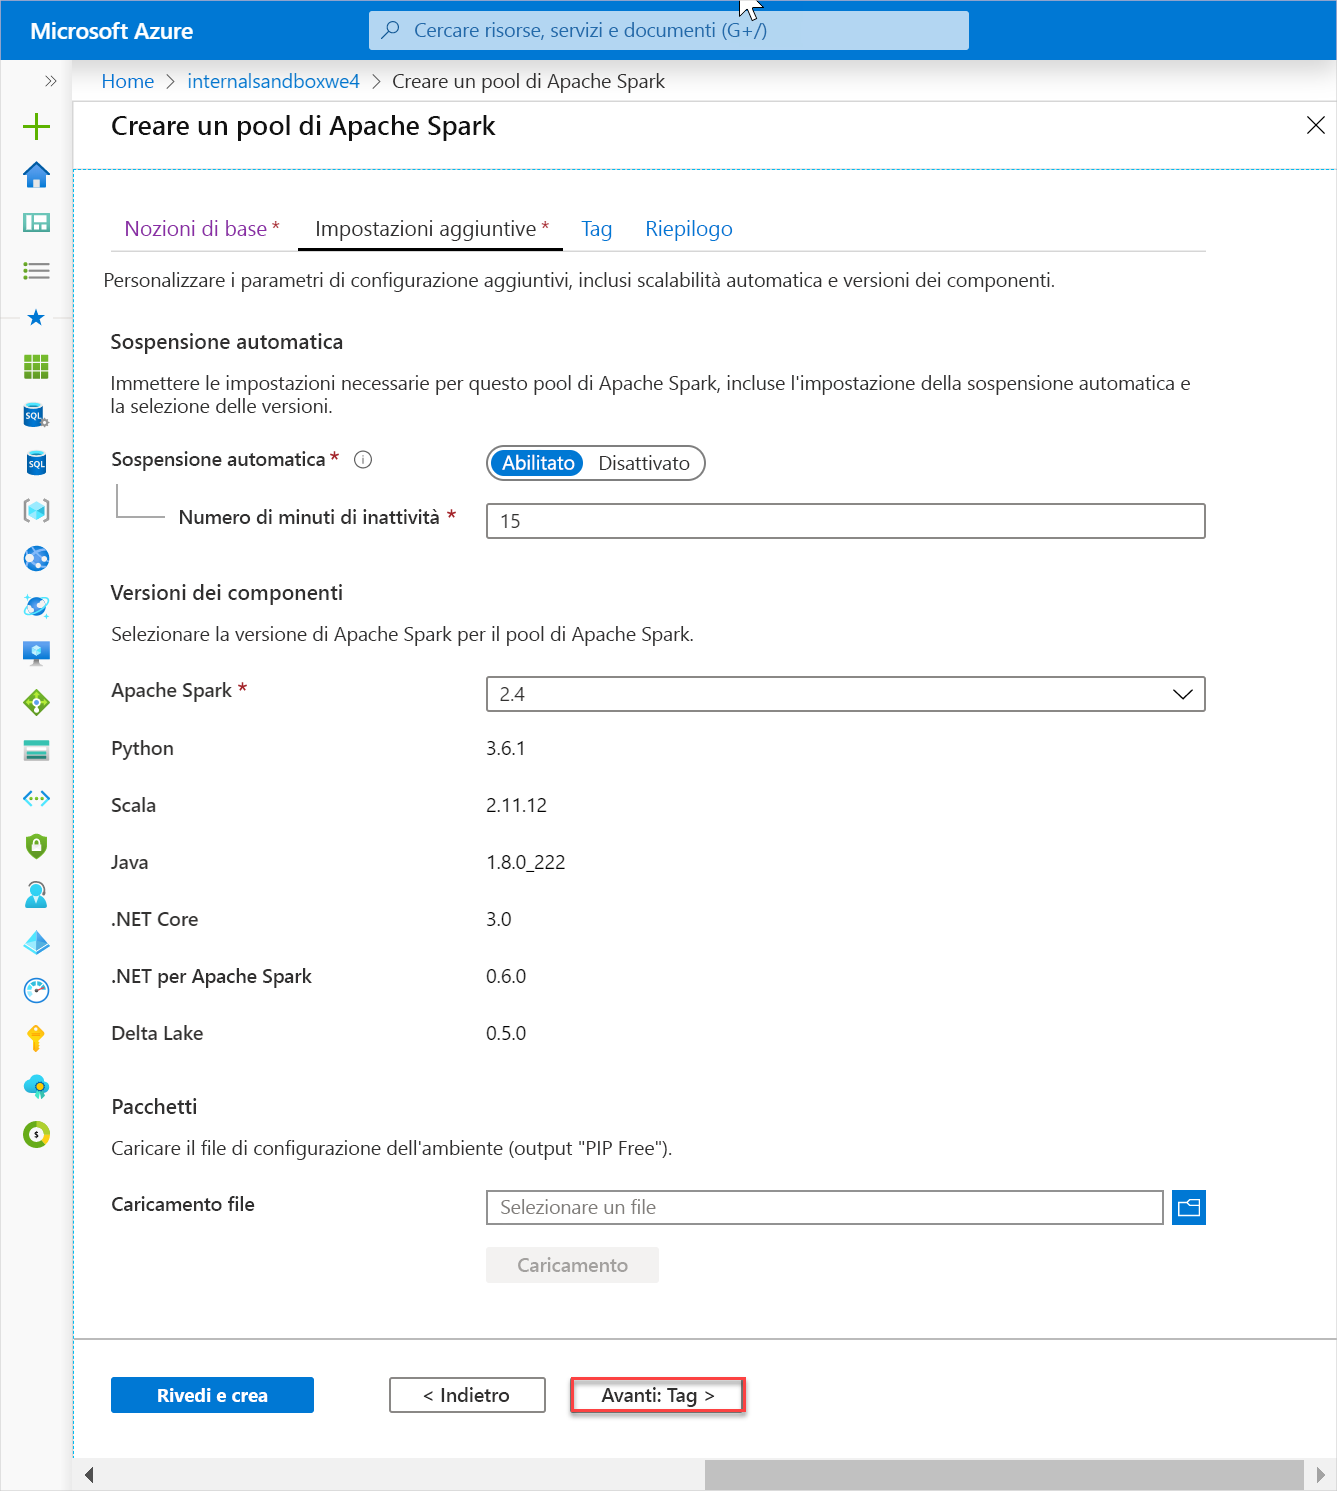 Microsoft Azure
Cercare risorse, servizi e documenti (G+/)
Home > internalsandboxwe4 > Creare un pool di Apache Spark
Creare un pool di Apache Spark
Nozioni di base * Impostazioni aggiuntive * Tag Riepilogo
Personalizzare i parametri di configurazione aggiuntivi, inclusi scalabilità automatica e versioni dei componenti.
Sospensione automatica
Immettere le impostazioni necessarie per questo pool di Apache Spark, incluse l'impostazione della sospensione automatica e
la selezione delle versioni.
Sospensione automatica * Abilitato Disattivato
Numero di minuti di inattività * 15
Versioni dei componenti
Selezionare la versione di Apache Spark per il pool di Apache Spark.
Apache Spark * 2.4
Python 3.6.1
Scala 2.11.12
Java 1.8.0_222
.NET Core 3.0
.NET per Apache Spark 0.6.0
Delta Lake 0.5.0
Pacchetti
Caricare il file di configurazione dell'ambiente (output "PIP Free").
Caricamento file Selezionare un file
Caricamento
Rivedi e crea < Indietro Avanti: Tag >